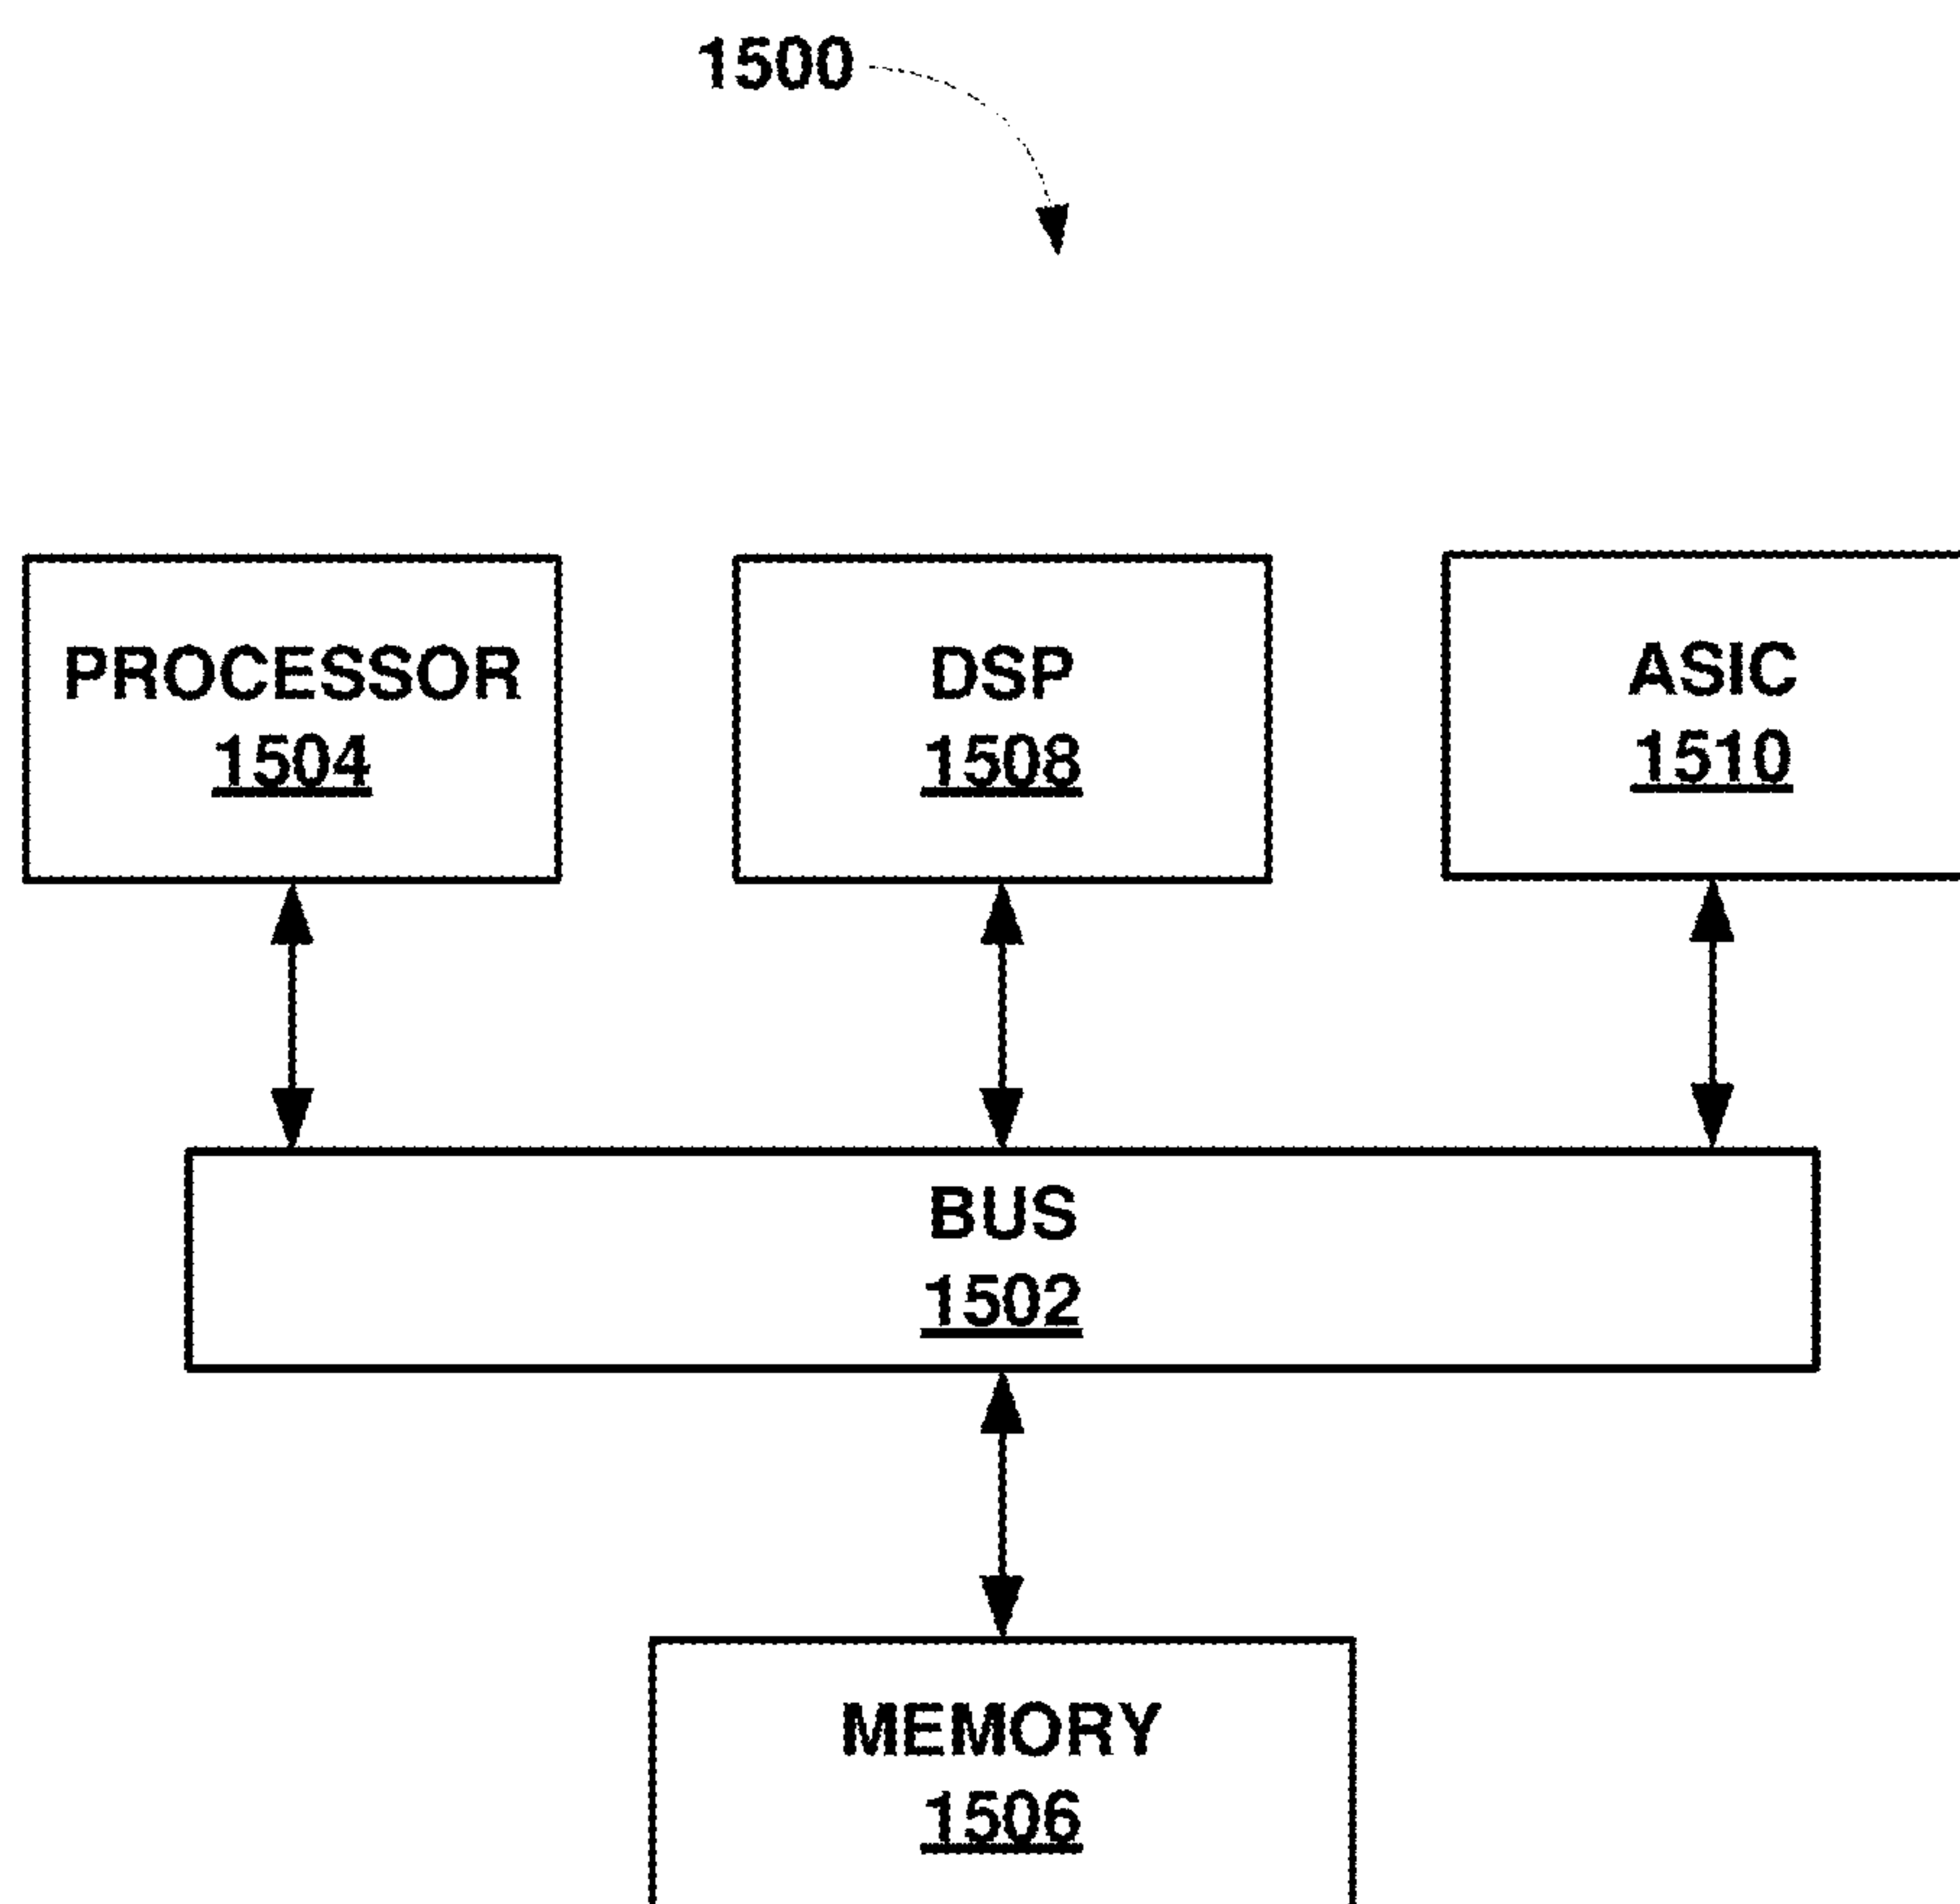 1500
PROCESSOR
1504
DSP
1508
ASIC
1510
BUS
1502
MEMORY
1506